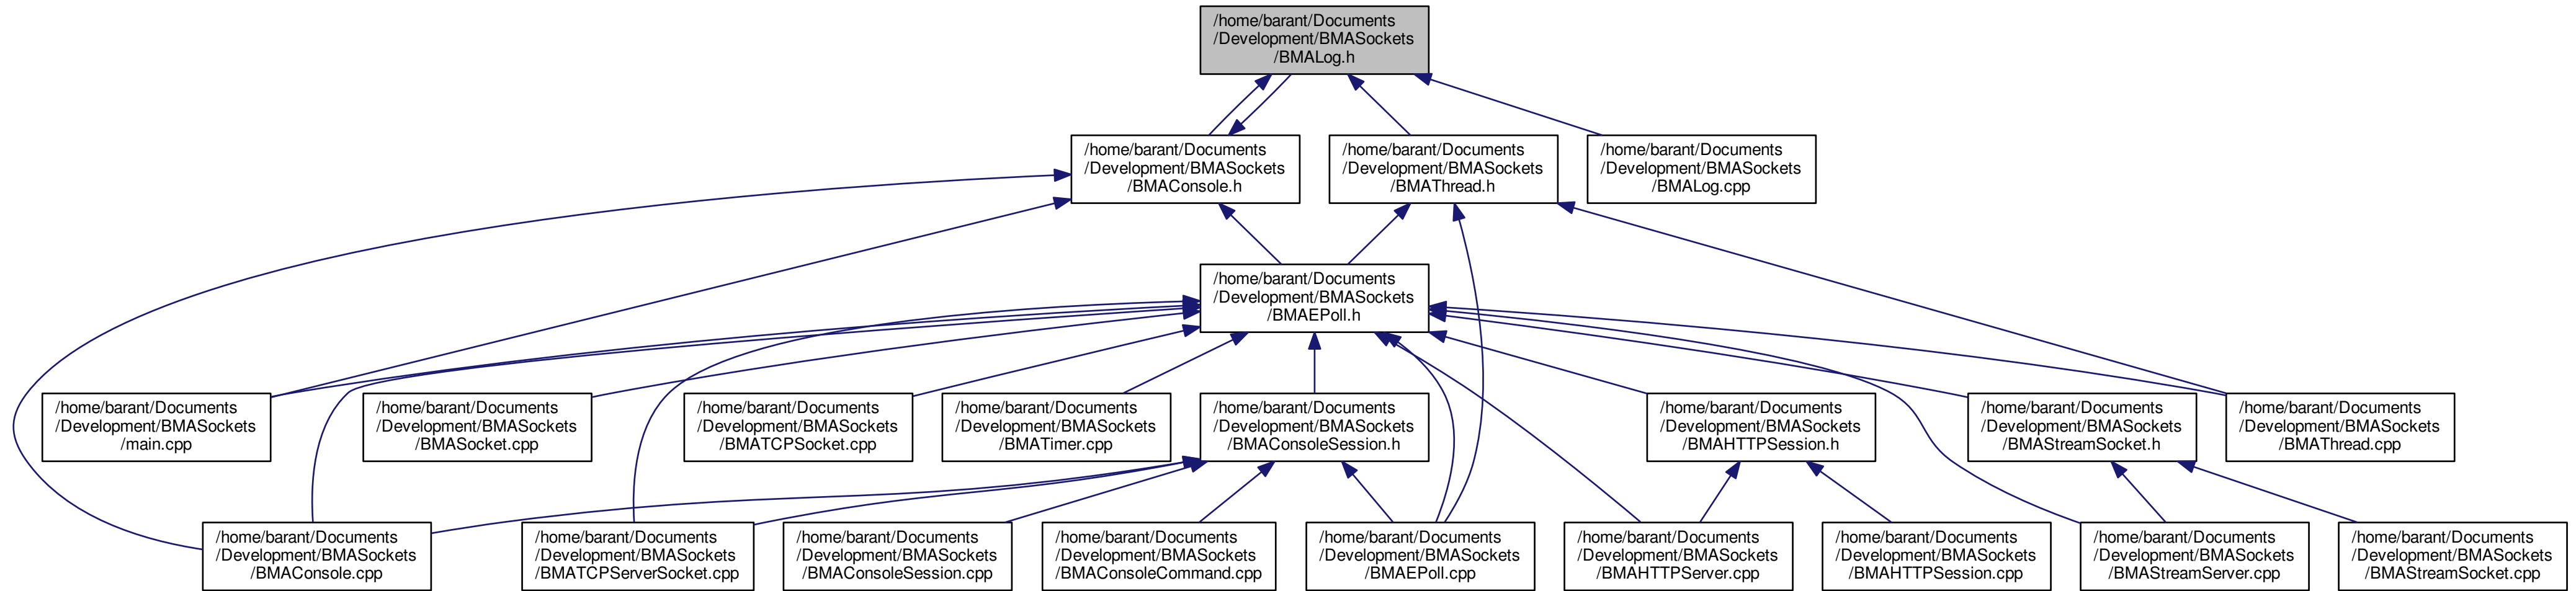 /home/barant/Documents
/Development/BMASockets
/BMALog.h
/home/barant/Documents
/Development/BMASockets
/BMAConsole.h
/home/barant/Documents
/Development/BMASockets
/BMAThread.h
/home/barant/Documents
/Development/BMASockets
/BMALog.cpp
/home/barant/Documents
/Development/BMASockets
/BMAEPoll.h
/home/barant/Documents
/Development/BMASockets
/main.cpp
/home/barant/Documents
/Development/BMASockets
/BMASocket.cpp
/home/barant/Documents
/Development/BMASockets
/BMATCPSocket.cpp
/home/barant/Documents
/Development/BMASockets
/BMATimer.cpp
/home/barant/Documents
/Development/BMASockets
/BMAConsoleSession.h
/home/barant/Documents
/Development/BMASockets
/BMAHTTPSession.h
/home/barant/Documents
/Development/BMASockets
/BMAStreamSocket.h
/home/barant/Documents
/Development/BMASockets
/BMAThread.cpp
/home/barant/Documents
/Development/BMASockets
/BMAConsole.cpp
/home/barant/Documents
/Development/BMASockets
/BMATCPServerSocket.cpp
/home/barant/Documents
/Development/BMASockets
/BMAConsoleSession.cpp
/home/barant/Documents
/Development/BMASockets
/BMAConsoleCommand.cpp
/home/barant/Documents
/Development/BMASockets
/BMAEPoll.cpp
/home/barant/Documents
/Development/BMASockets
/BMAHTTPServer.cpp
/home/barant/Documents
/Development/BMASockets
/BMAHTTPSession.cpp
/home/barant/Documents
/Development/BMASockets
/BMAStreamServer.cpp
/home/barant/Documents
/Development/BMASockets
/BMAStreamSocket.cpp